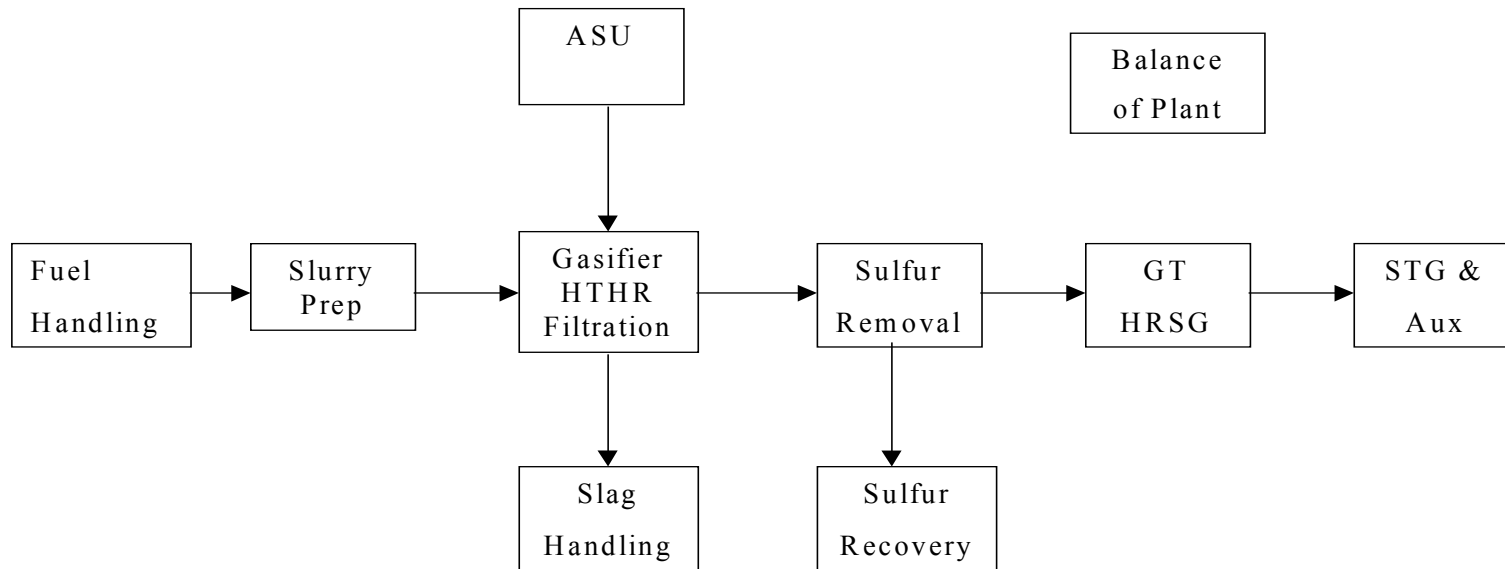 ASU
Balance
of Plant
Fuel
Handling
Slurry
Prep
Gasifier
HTHR
Filtration
Sulfur
Removal
GT
HRSG
STG &
Aux
Slag
Handling
Sulfur
Recovery